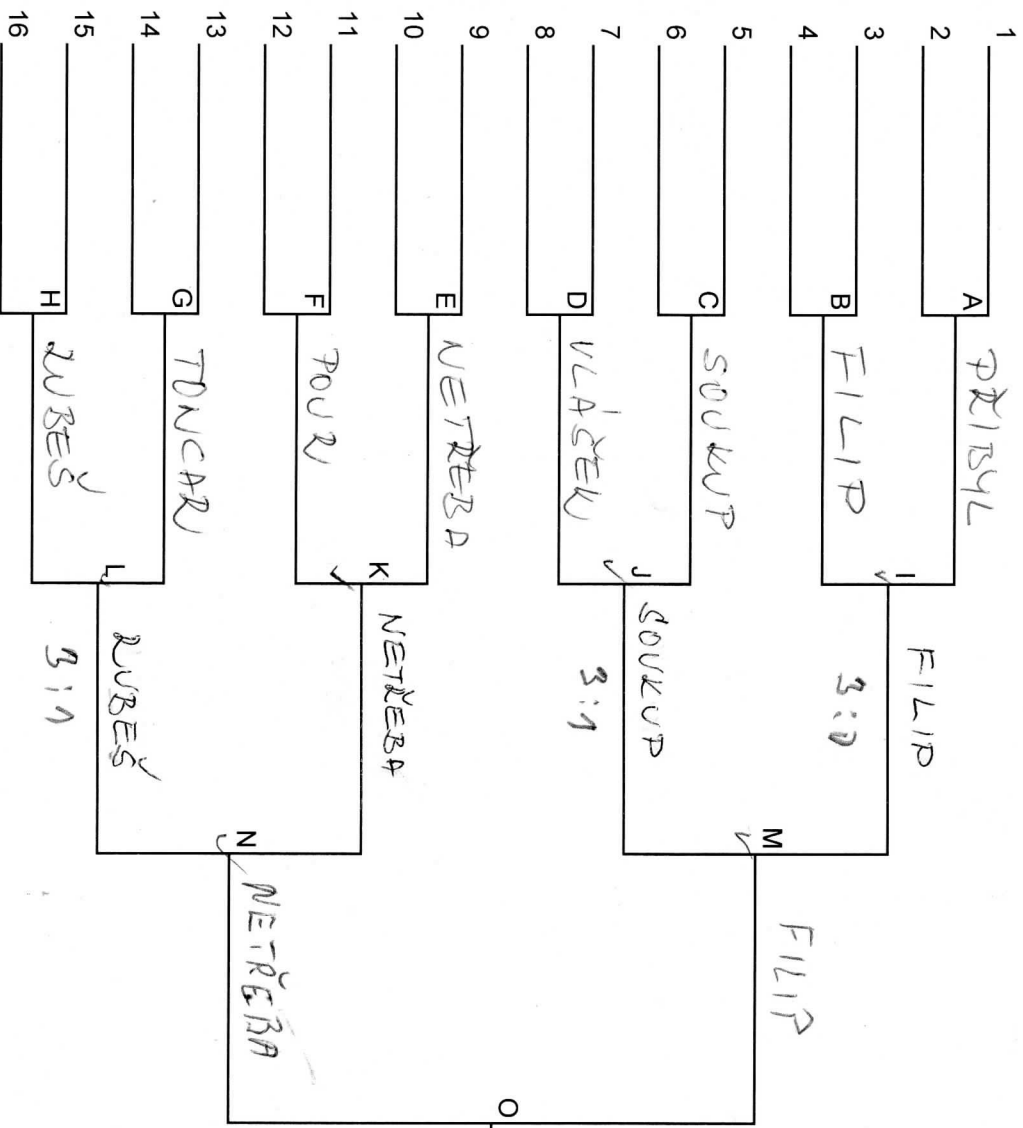 1
2
3
4
5
6
7
8
9
10
11
12
13
14
15
16
A
B
C
D
E
F
G
H
PŘIBYL
FILIP
SOUKUP
VLÁČEK
NETŘEBA
POUR
TONCAR
RUBEŠ
I
J
K
L
FILIP
3:0
SOUKUP
3:1
NETŘEBA
RUBEŠ
3:1
M
N
FILIP
NETŘEBA
O